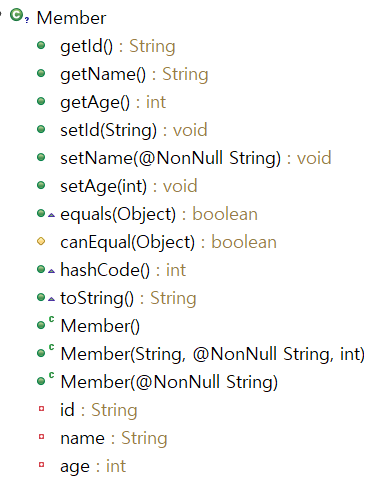 Member
getId() : String
getName() : String
getAge() : int
setId(String) : void
setName(@NonNull String) : void
setAge(int) : void
equals(Object) : boolean
canEqual(Object) : boolean
hashCode() : int
toString() : String
Member()
Member(String, @NonNull String, int)
Member(@NonNull String)
id : String
name : String
age : int